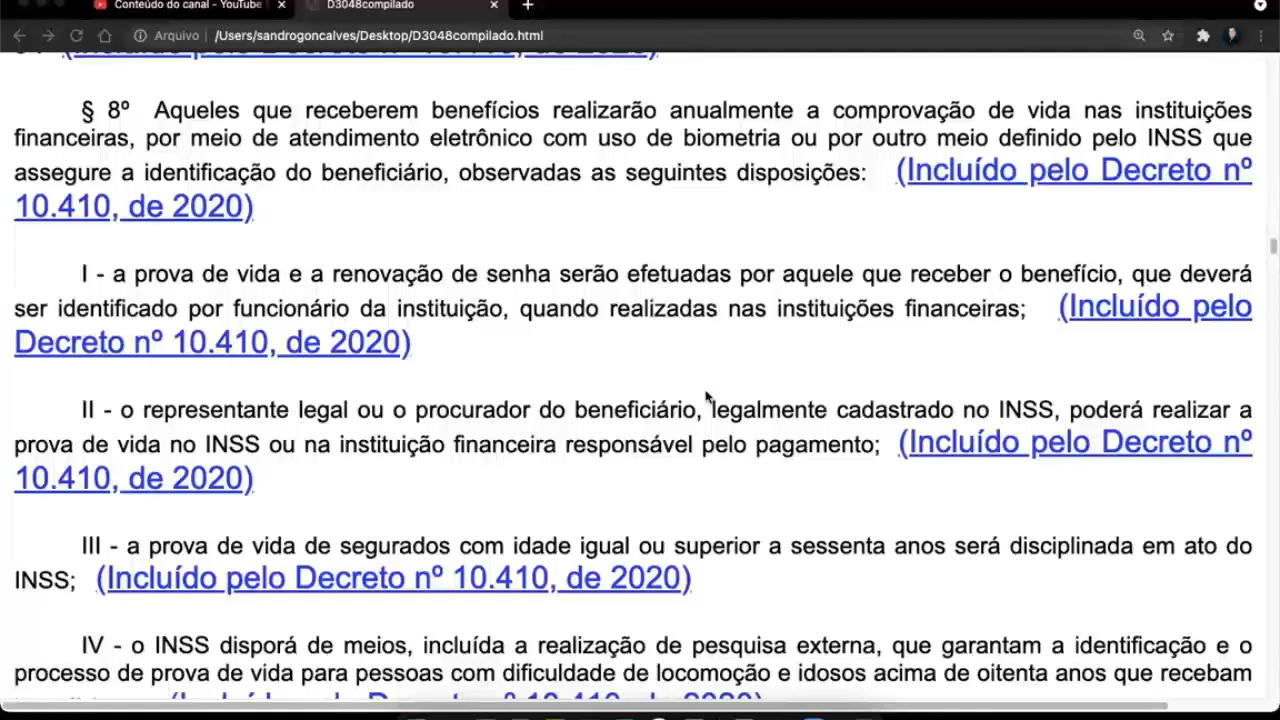 Conteúdo do canal - YouTube
D3048compilado
Arquivo | /Users/sandrogoncalves/Desktop/D3048compilado.html
§ 8º Aqueles que receberem benefícios realizarão anualmente a comprovação de vida nas instituições
financeiras, por meio de atendimento eletrônico com uso de biometria ou por outro meio definido pelo INSS que
assegure a identificação do beneficiário, observadas as seguintes disposições: (Incluído pelo Decreto nº
10.410, de 2020)
I - a prova de vida e a renovação de senha serão efetuadas por aquele que receber o benefício, que deverá
ser identificado por funcionário da instituição, quando realizadas nas instituições financeiras; (Incluído pelo
Decreto nº 10.410, de 2020)
II - o representante legal ou o procurador do beneficiário, legalmente cadastrado no INSS, poderá realizar a
prova de vida no INSS ou na instituição financeira responsável pelo pagamento; (Incluído pelo Decreto nº
10.410, de 2020)
III - a prova de vida de segurados com idade igual ou superior a sessenta anos será disciplinada em ato do
INSS; (Incluído pelo Decreto nº 10.410, de 2020)
IV - o INSS disporá de meios, incluída a realização de pesquisa externa, que garantam a identificação e o
processo de prova de vida para pessoas com dificuldade de locomoção e idosos acima de oitenta anos que recebam